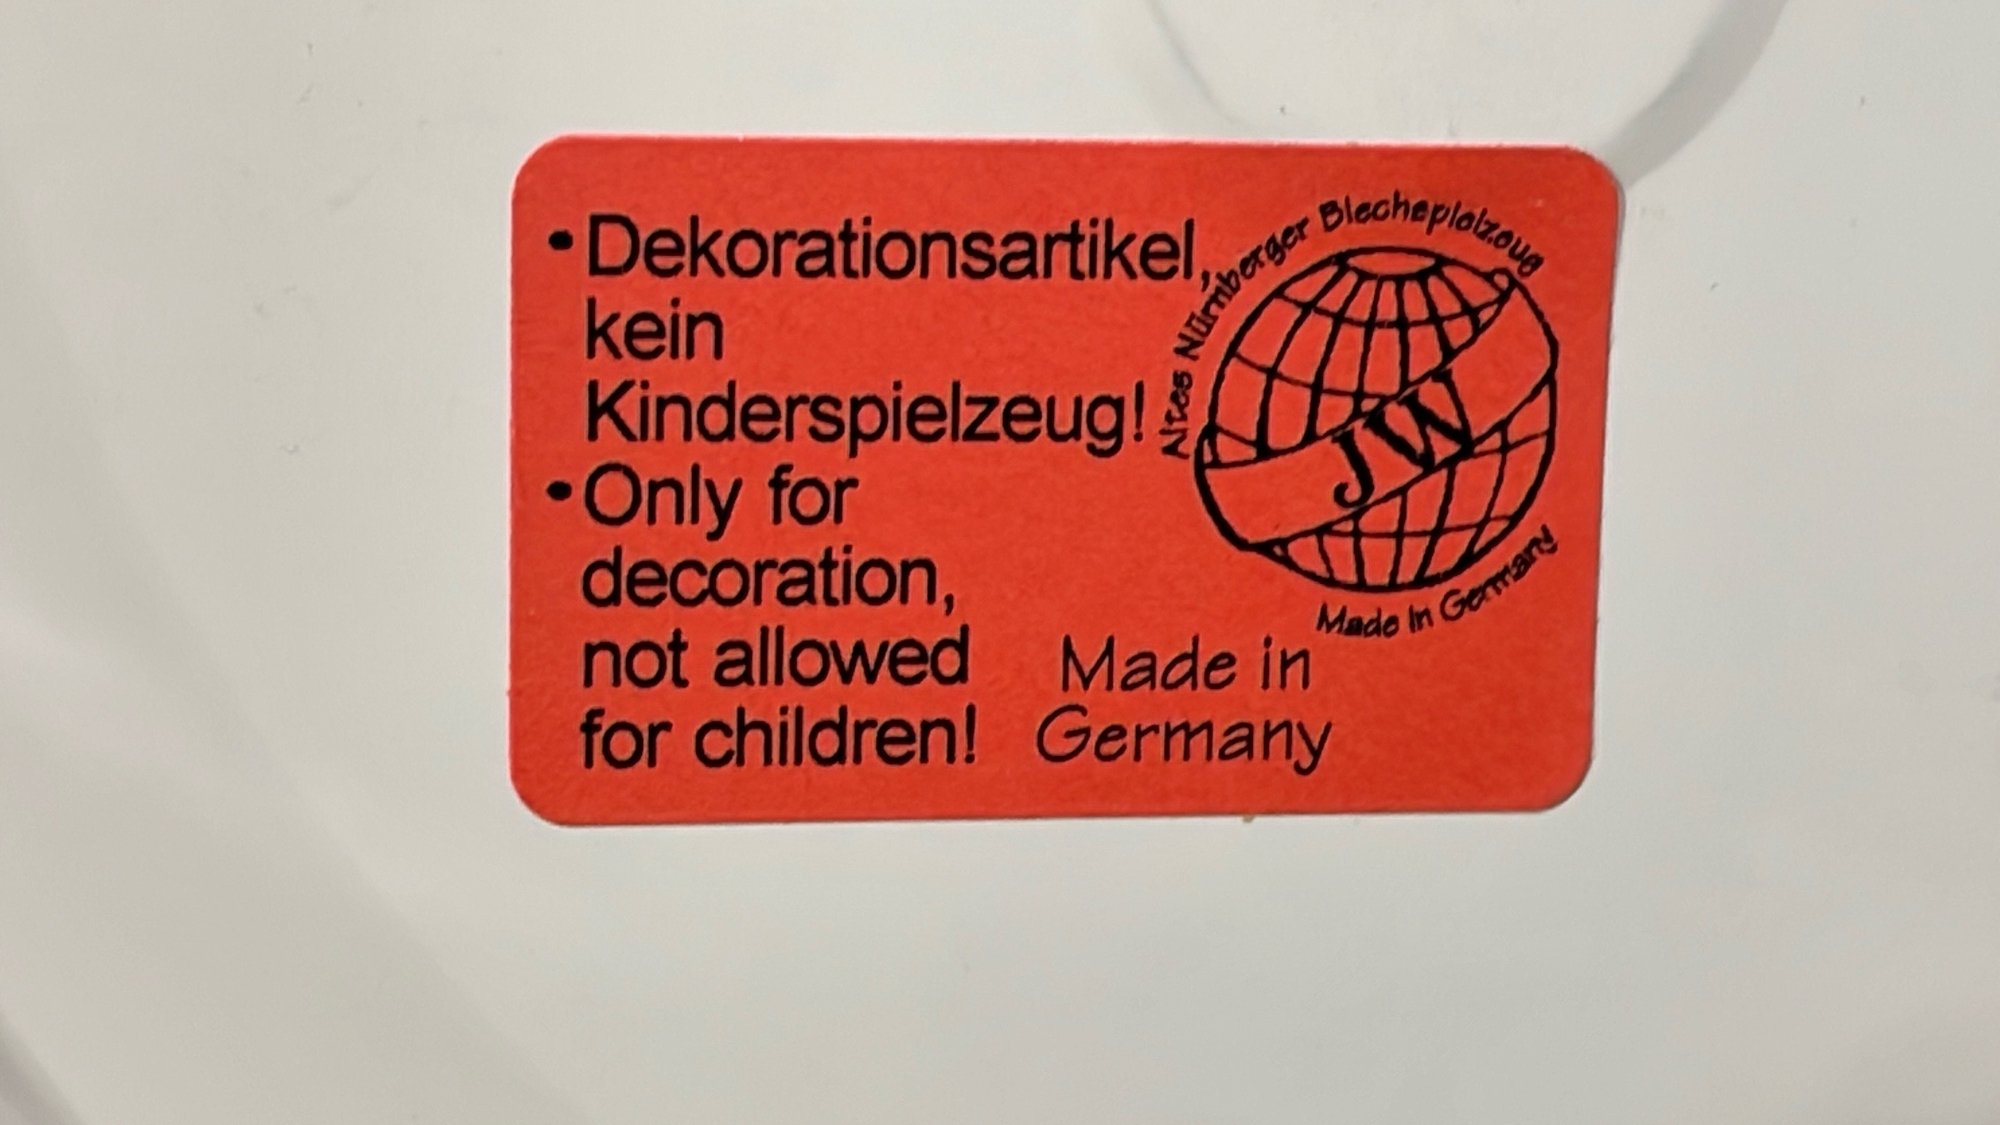 • Dekorationsartikel,
kein
Kinderspielzeug!
• Only for
decoration,
not allowed
for children!
Altes Nürnberger Blechspielzeug
JW
Made in Germany
Made in
Germany